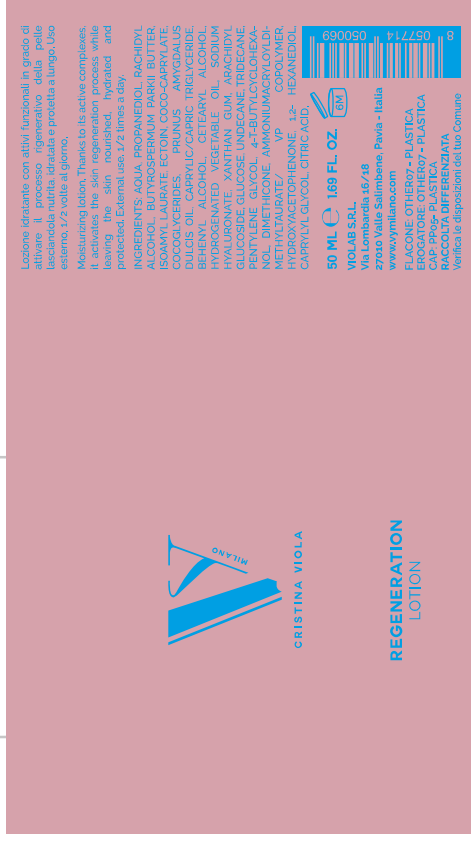 Lozione idratante con attivi funzionali in grado di
attivare il processo rigenerativo della pelle
lasciandola nutrita, idratata e protetta a lungo. Uso
esterno, 1/2 volte al giorno.
Moisturizing lotion, Thanks to its active complexes,
it activates the skin regeneration process while
leaving the skin nourished, hydrated and
protected. External use, 1/2 times a day.
INGREDIENTS: AQUA, PROPANEDIOL, RACHIDYL
ALCOHOL, BUTYROSPERMUM PARKII BUTTER,
ISOAMYL LAURATE, ECTOIN, COCO-CAPRYLATE,
COCOGLYCERIDES, PRUNUS AMYGDALUS
DULCIS OIL, CAPRYLIC/CAPRIC TRIGLYCERIDE,
BEHENYL ALCOHOL, CETEARYL ALCOHOL,
HYDROGENATED VEGETABLE OIL, SODIUM
HYALURONATE, XANTHAN GUM, ARACHIDYL
GLUCOSIDE, GLUCOSE, UNDECANE, TRIDECANE,
PENTYLENE GLYCOL, 4-T-BUTYLCYCLOHEXA-
NOL, DIMETHICONE, AMMONIUMACRYLOYLDI-
METHYLTAURATE, VP COPOLYMER,
HYDROXYACETOPHENONE, 1,2- HEXANEDIOL,
CAPRYLYL GLYCOL, CITRIC ACID,
50 ML ℮ 1.69 FL. OZ.
6M
VIOLAB S.R.L.
Via Lombardia 16/18
27010 Valle Salimbene, Pavia - Italia
www.vymilano.com
FLACONE: OTHER07 - PLASTICA
EROGATORE: OTHER07 - PLASTICA
CAP: PP05- PLASTICA
RACCOLTA DIFFERENZIATA
Verifica le disposizioni del tuo Comune
8 057714 050069
VY
MILANO
CRISTINA VIOLA
REGENERATION
LOTION